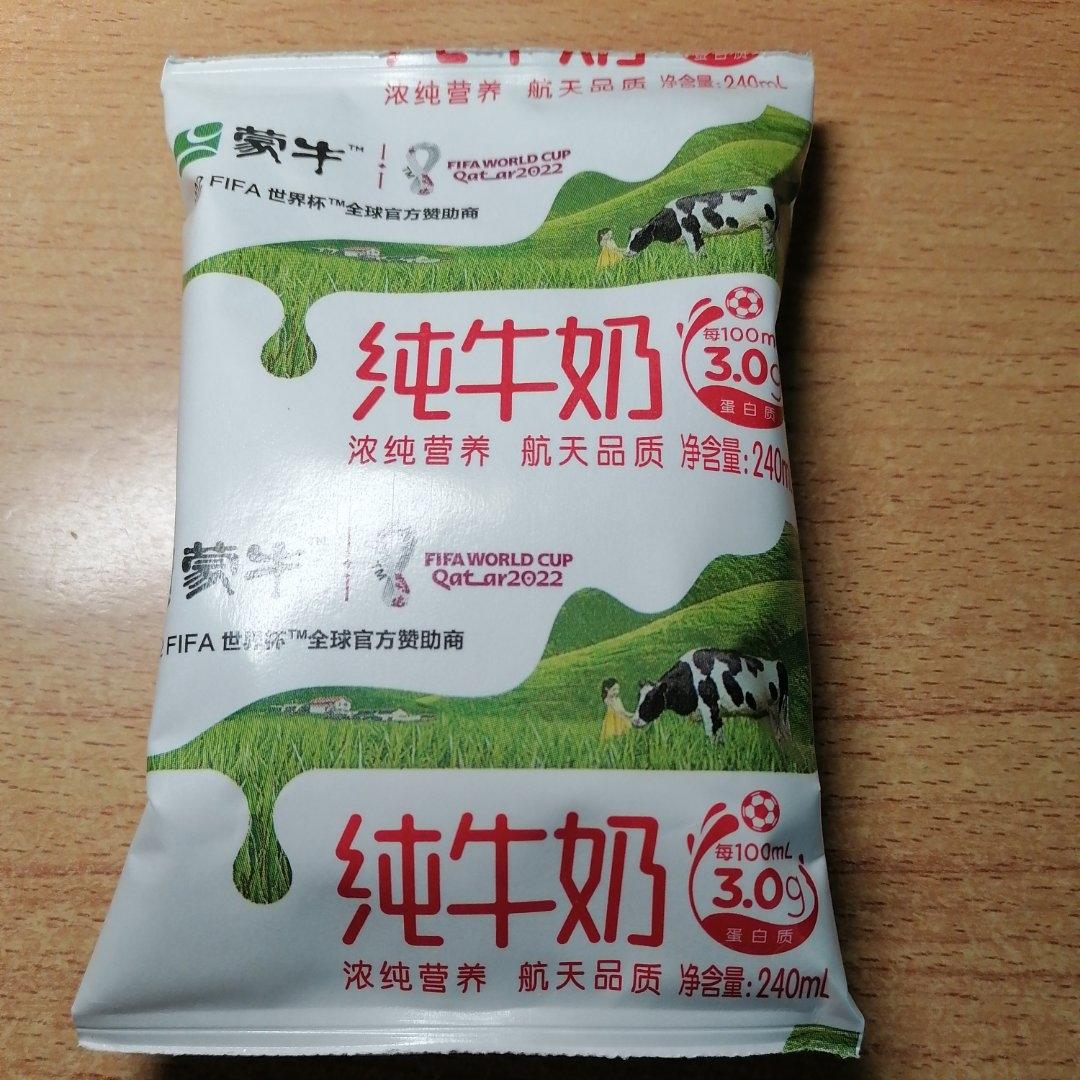 浓纯营养 航天品质 净含量:240mL
蒙牛™ FIFA WORLD CUP
Qatar2022
FIFA 世界杯™全球官方赞助商
纯牛奶
每100m
3.0g
蛋白质
浓纯营养 航天品质 净含量:240m
蒙牛™ FIFA WORLD CUP
Qatar2022
FIFA 世界杯™全球官方赞助商
纯牛奶
每100mL
3.0g
蛋白质
浓纯营养 航天品质 净含量:240mL